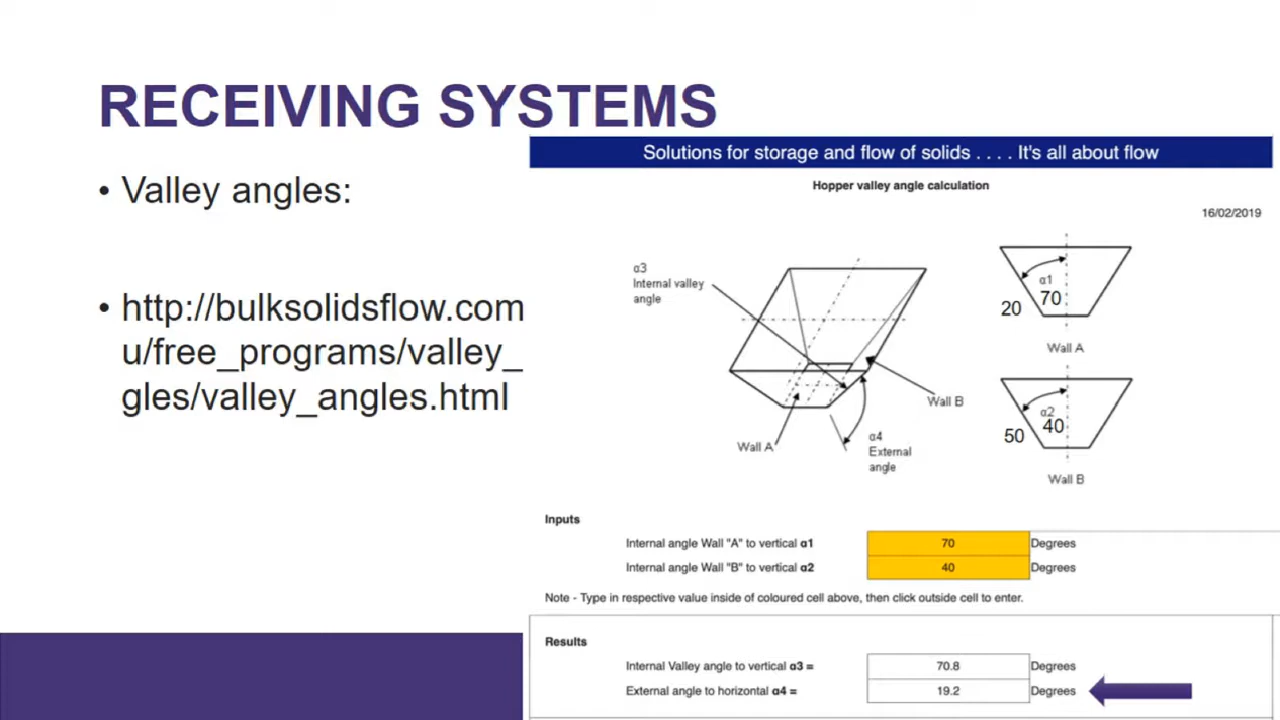 RECEIVING SYSTEMS
Solutions for storage and flow of solids . . . . It's all about flow
• Valley angles:
Hopper valley angle calculation
16/02/2019
α3
Internal valley
angle
α1
20
70
Wall A
• http://bulksolidsflow.com
u/free_programs/valley_
gles/valley_angles.html
Wall B
Wall A
α4
External
angle
α2
50
40
Wall B
Inputs
Internal angle Wall "A" to vertical α1 70 Degrees
Internal angle Wall "B" to vertical α2 40 Degrees
Note - Type in respective value inside of coloured cell above, then click outside cell to enter.
Results
Internal Valley angle to vertical α3 = 70.8 Degrees
External angle to horizontal α4 = 19.2 Degrees